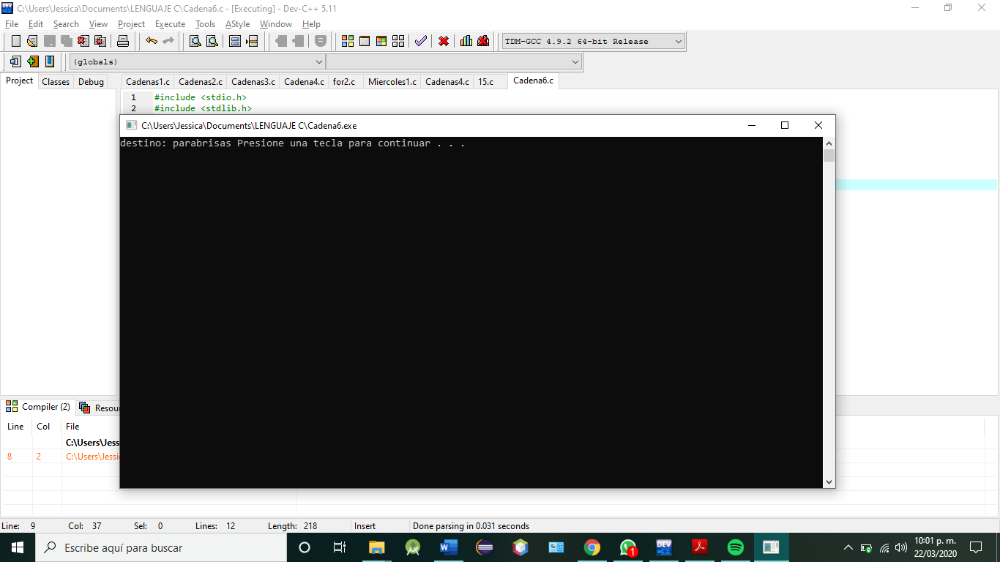 C:\Users\Jessica\Documents\LENGUAJE C\Cadena6.c - [Executing] - Dev-C++ 5.11
File Edit Search View Project Execute Tools AStyle Window Help
TDM-GCC 4.9.2 64-bit Release
(globals)
Project Classes Debug Cadenas1.c Cadenas2.c Cadenas3.c Cadena4.c for2.c Miercoles1.c Cadenas4.c 15.c Cadena6.c
1 #include <stdio.h>
2 #include <stdlib.h>
C:\Users\Jessica\Documents\LENGUAJE C\Cadena6.exe
destino: parabrisas Presione una tecla para continuar . . .
Compiler (2) Resou
Line Col File
C:\Users\Jess
8 2 C:\Users\Jessi
Line: 9 Col: 37 Sel: 0 Lines: 12 Length: 218 Insert Done parsing in 0.031 seconds
Escribe aquí para buscar
1
10:01 p. m.
22/03/2020